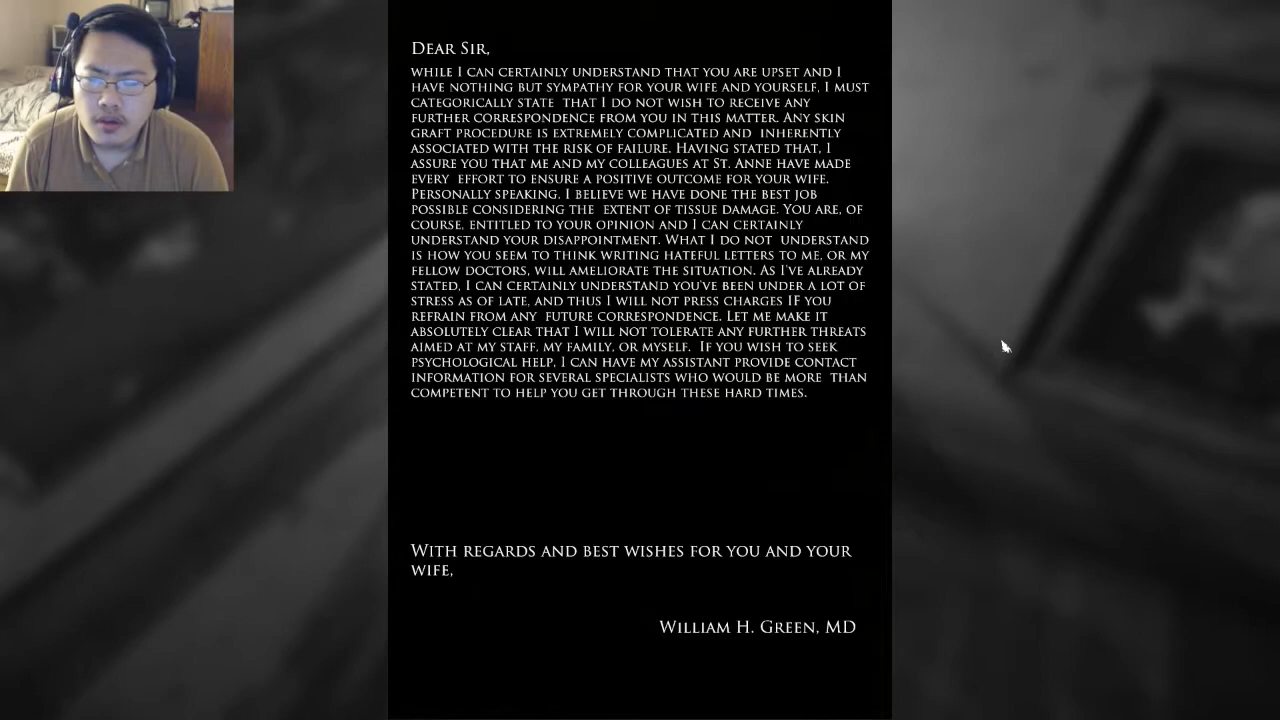 Dear Sir,
while I can certainly understand that you are upset and I
have nothing but sympathy for your wife and yourself, I must
categorically state that I do not wish to receive any
further correspondence from you in this matter. Any skin
graft procedure is extremely complicated and inherently
associated with the risk of failure. Having stated that, I
assure you that me and my colleagues at St. Anne have made
every effort to ensure a positive outcome for your wife.
Personally speaking, I believe we have done the best job
possible considering the extent of tissue damage. You are, of
course, entitled to your opinion and I can certainly
understand your disappointment. What I do not understand
is how you seem to think writing hateful letters to me, or my
fellow doctors, will ameliorate the situation. As I've already
stated, I can certainly understand you've been under a lot of
stress as of late, and thus I will not press charges IF you
refrain from any future correspondence. Let me make it
absolutely clear that I will not tolerate any further threats
aimed at my staff, my family, or myself. If you wish to seek
psychological help, I can have my assistant provide contact
information for several specialists who would be more than
competent to help you get through these hard times.
With regards and best wishes for you and your
wife,
William H. Green, MD